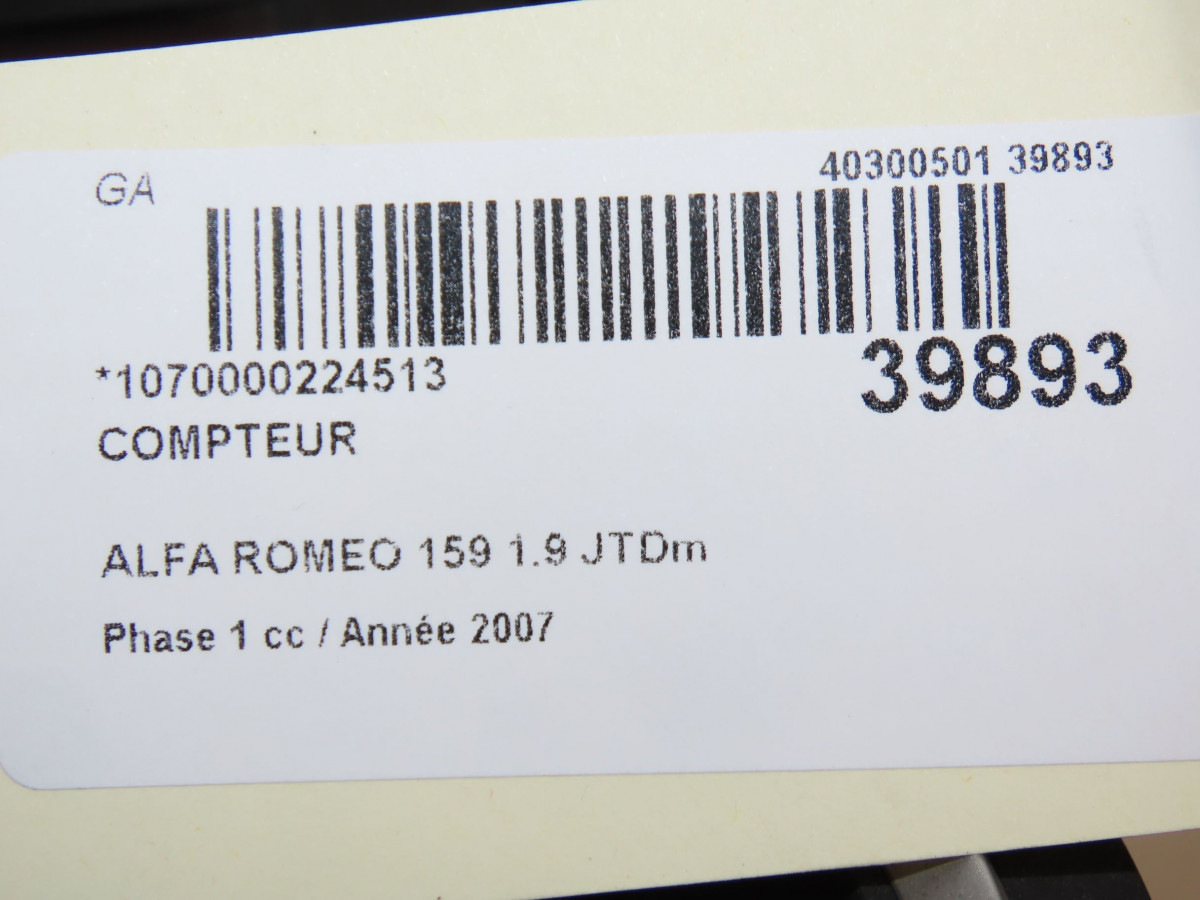 GA
40300501 39893
*1070000224513
39893
COMPTEUR
ALFA ROMEO 159 1.9 JTDm
Phase 1 cc / Année 2007